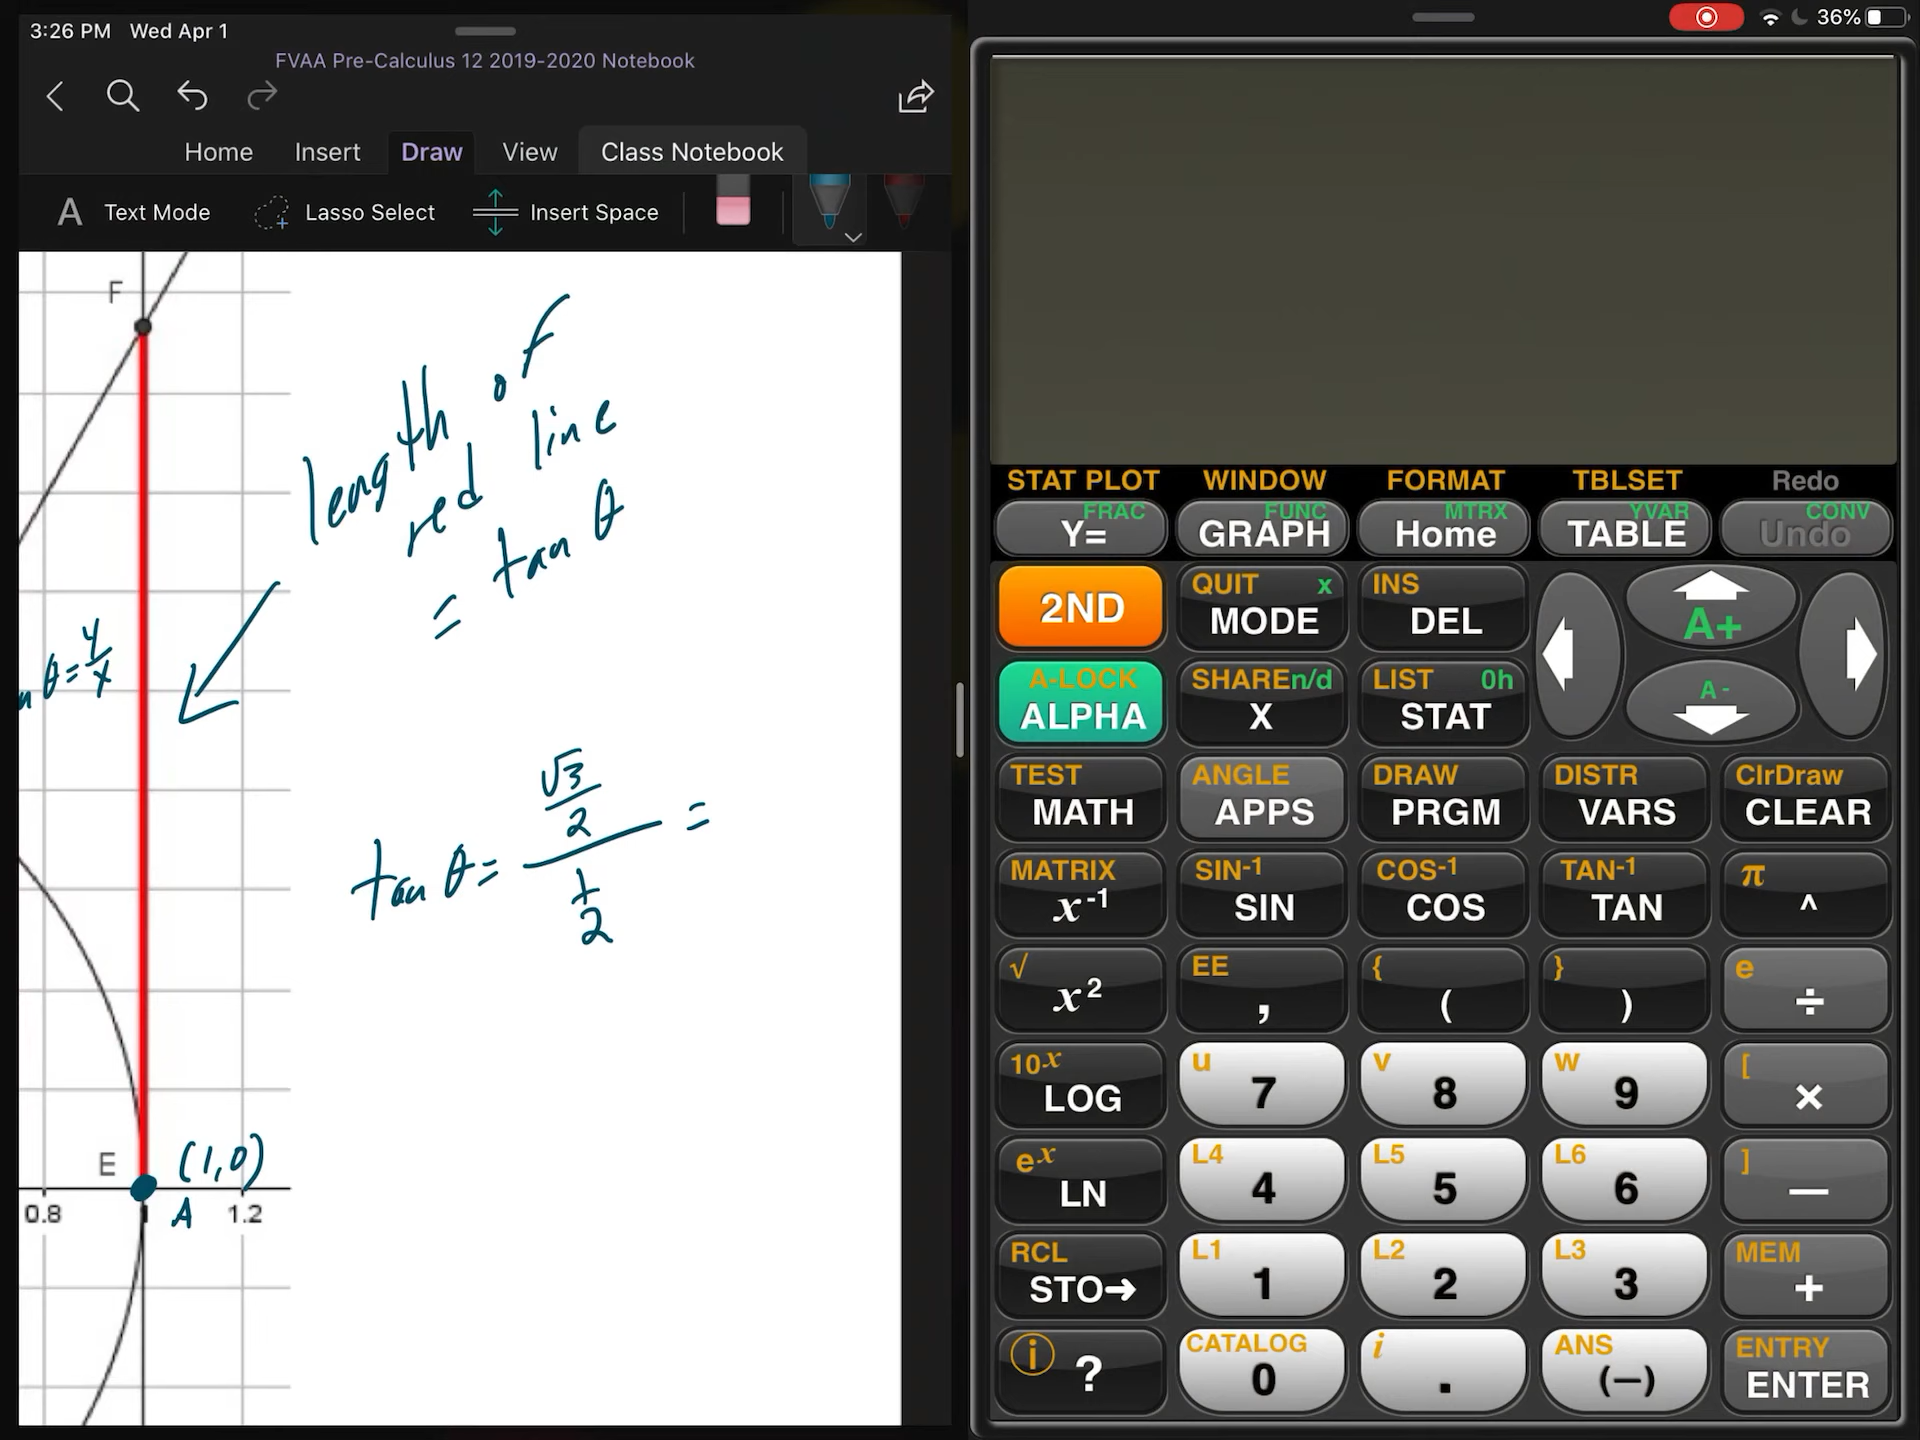 3:26 PM Wed Apr 1
FVAA Pre-Calculus 12 2019-2020 Notebook
Home Insert Draw View Class Notebook
A Text Mode Lasso Select Insert Space
F
length of
red line
= tan θ
n θ = y/x
tan θ = (√3/2)/(1/2) =
E (1,0)
0.8 1 A 1.2
36%
STAT PLOT WINDOW FORMAT TBLSET Redo
FRAC FUNC MTRX YVAR CONV
Y= GRAPH Home TABLE Undo
QUIT x INS
2ND MODE DEL A+
A-LOCK SHARE n/d LIST 0h A-
ALPHA X STAT
TEST ANGLE DRAW DISTR ClrDraw
MATH APPS PRGM VARS CLEAR
MATRIX SIN-1 COS-1 TAN-1 π
x-1 SIN COS TAN ^
√ EE { } e
x2 , ( ) ÷
10x u v w [
LOG 7 8 9 ×
ex L4 L5 L6 ]
LN 4 5 6 —
RCL L1 L2 L3 MEM
STO→ 1 2 3 +
i CATALOG i ANS ENTRY
? 0 . (—) ENTER